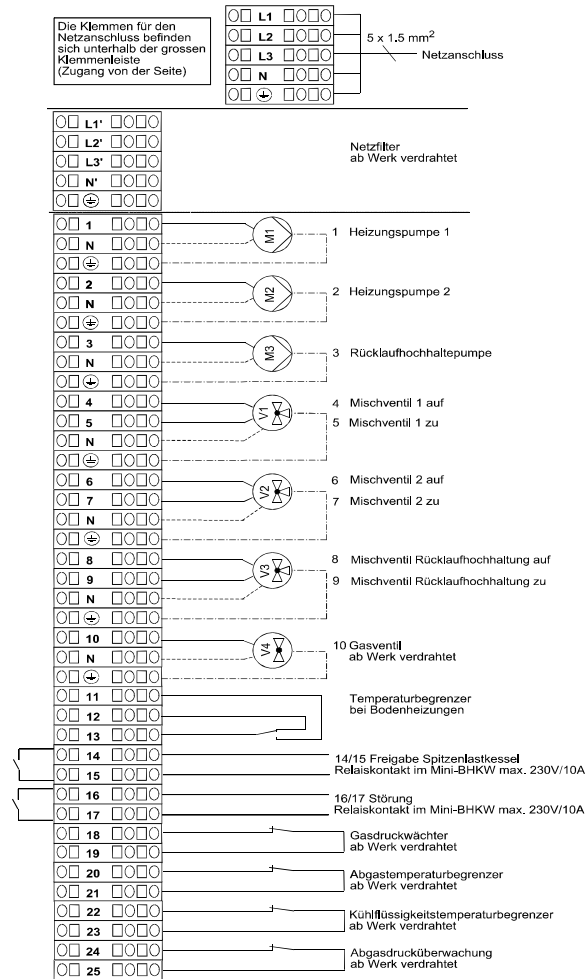 Die Klemmen für den
Netzanschluss befinden
sich unterhalb der grossen
Klemmenleiste
(Zugang von der Seite)
L1
L2
L3
N
5 x 1.5 mm²
Netzanschluss
L1'
L2'
L3'
N'
Netzfilter
ab Werk verdrahtet
1
N
M1
1 Heizungspumpe 1
2
N
M2
2 Heizungspumpe 2
3
N
M3
3 Rücklaufhochhaltepumpe
4
5
N
V1
4 Mischventil 1 auf
5 Mischventil 1 zu
6
7
N
V2
6 Mischventil 2 auf
7 Mischventil 2 zu
8
9
N
V3
8 Mischventil Rücklaufhochhaltung auf
9 Mischventil Rücklaufhochhaltung zu
10
N
V4
10 Gasventil
ab Werk verdrahtet
11
12
13
Temperaturbegrenzer
bei Bodenheizungen
14
15
14/15 Freigabe Spitzenlastkessel
Relaiskontakt im Mini-BHKW max. 230V/10A
16
17
16/17 Störung
Relaiskontakt im Mini-BHKW max. 230V/10A
18
19
Gasdruckwächter
ab Werk verdrahtet
20
21
Abgastemperaturbegrenzer
ab Werk verdrahtet
22
23
Kühlflüssigkeitstemperaturbegrenzer
ab Werk verdrahtet
24
25
Abgasdrucküberwachung
ab Werk verdrahtet